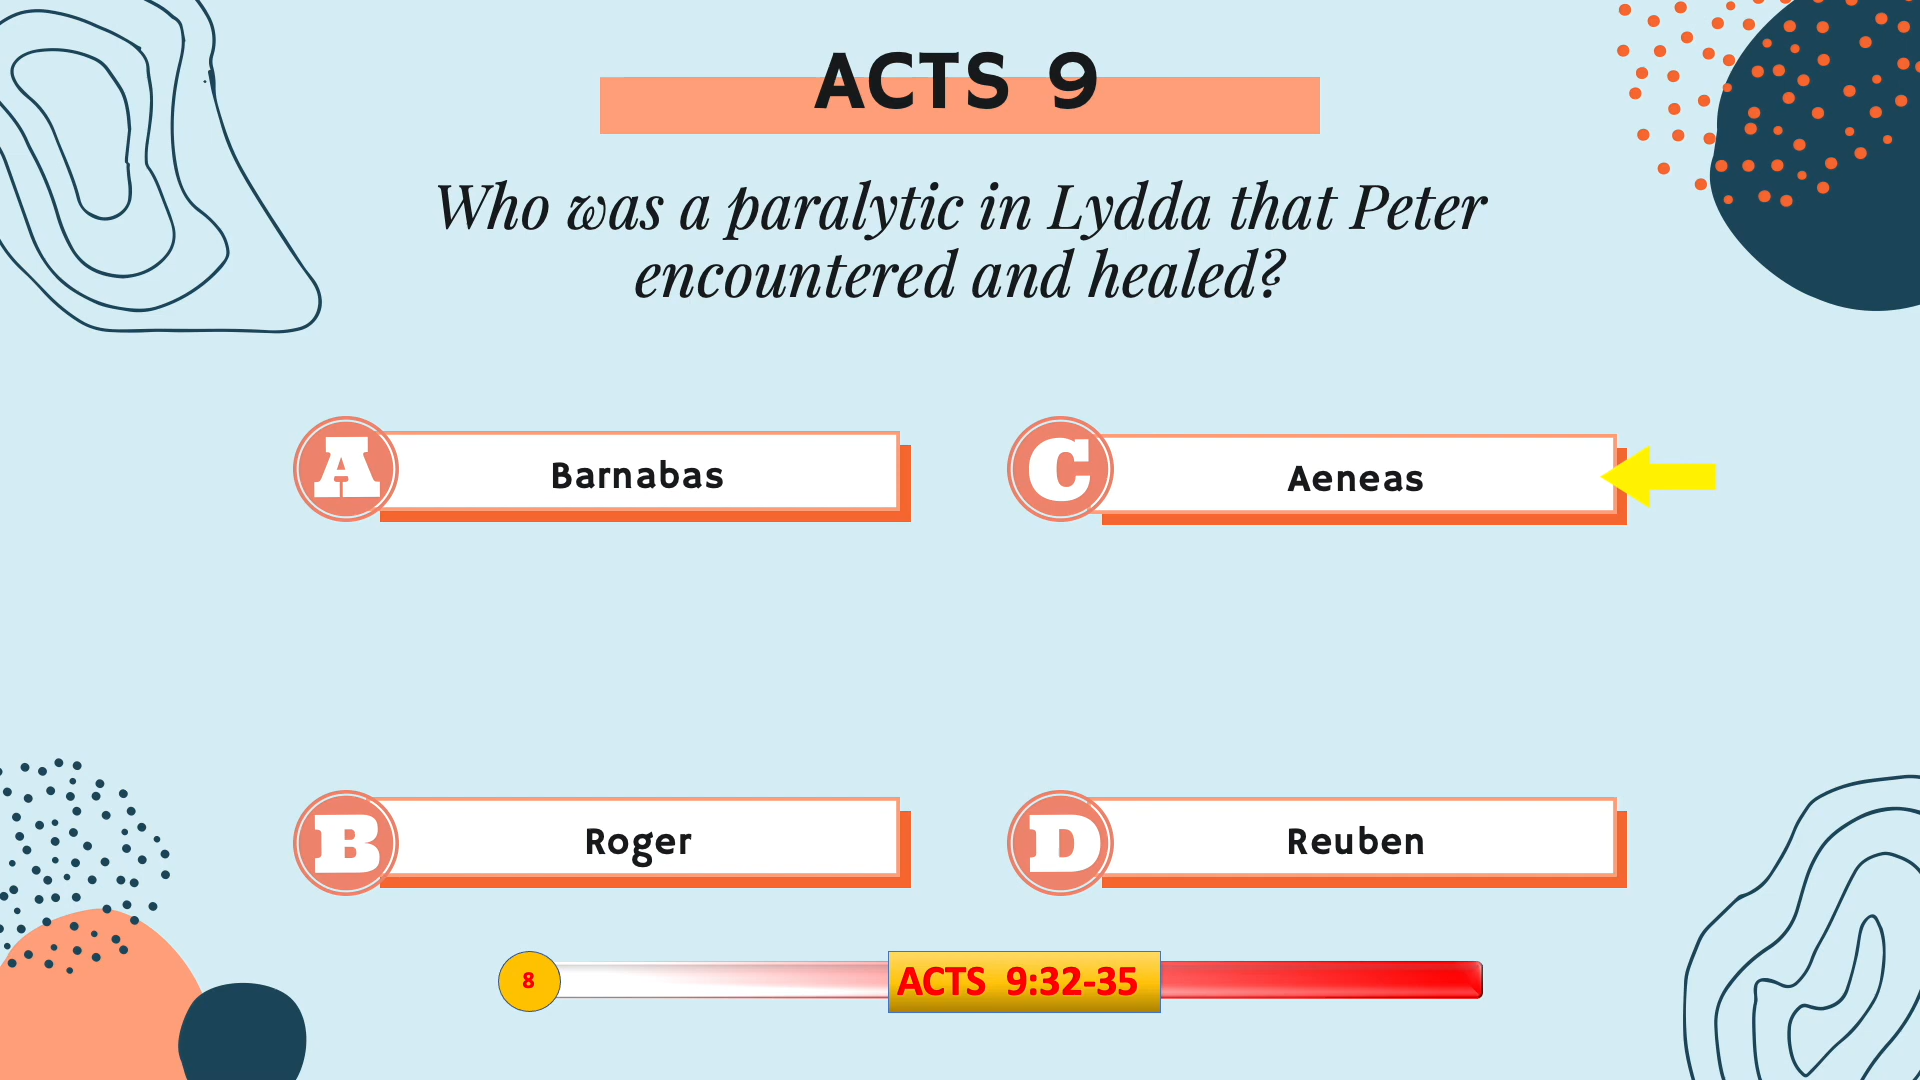 ACTS 9
Who was a paralytic in Lydda that Peter
encountered and healed?
A
Barnabas
C
Aeneas
B
Roger
D
Reuben
8
ACTS 9:32-35